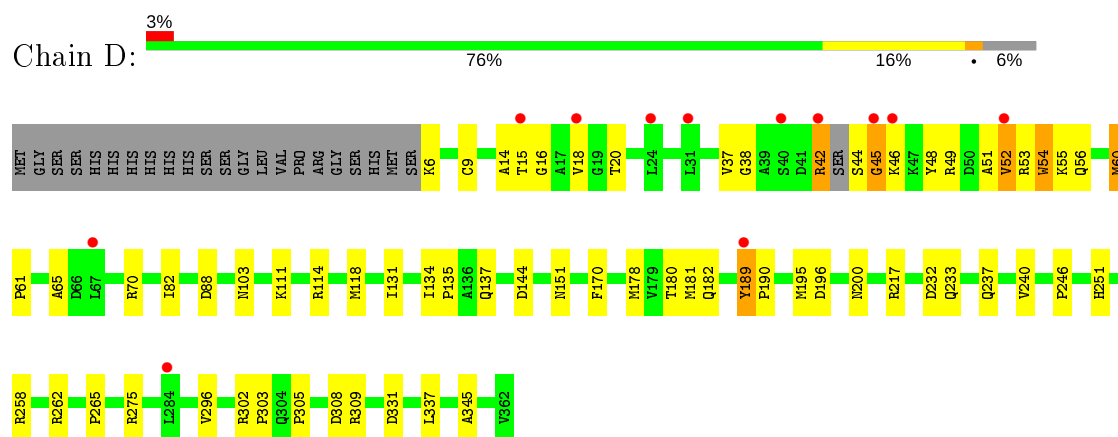 3%
Chain D:
76% 16% • 6%
MET GLY SER SER HIS HIS HIS HIS HIS HIS SER SER GLY LEU VAL PRO ARG GLY SER HIS MET SER K6 C9 A14 T15 G16 A17 V18 G19 T20 L24 L31 V37 G38 A39 S40 D41 R42 SER S44 G45 K46 K47 Y48 R49 D50 A51 V52 R53 W54 K55 Q56 M60
P61 A65 D66 L67 R70 I82 D88 N103 K111 R114 M118 I131 I134 P135 A136 Q137 D144 N151 F170 M178 V179 T180 M181 Q182 Y189 P190 M195 D196 N200 R217 D232 Q233 Q237 V240 P246 H251
R258 R262 P265 R275 L284 V296 R302 P303 Q304 P305 D308 R309 D331 L337 A345 V362